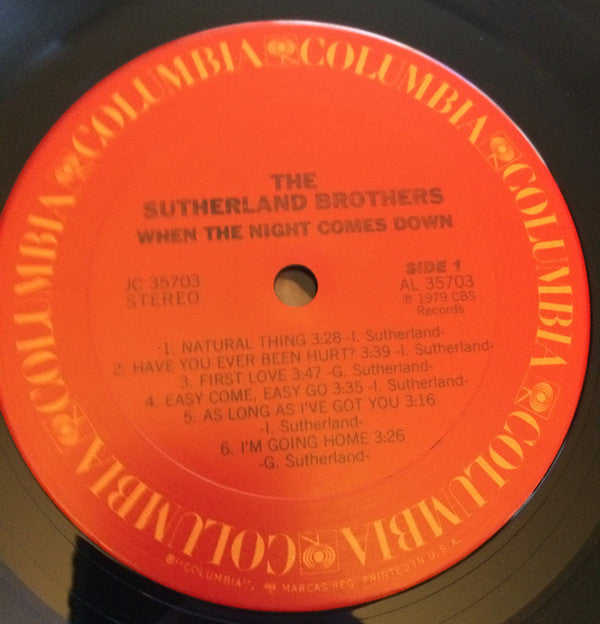 COLUMBIA COLUMBIA COLUMBIA COLUMBIA COLUMBIA COLUMBIA COLUMBIA COLUMBIA
THE
SUTHERLAND BROTHERS
WHEN THE NIGHT COMES DOWN
JC 35703
STEREO
SIDE 1
AL 35703
℗ 1979 CBS
Records
1. NATURAL THING 3:28 -I. Sutherland-
2. HAVE YOU EVER BEEN HURT? 3:39 -I. Sutherland-
3. FIRST LOVE 3:47 -G. Sutherland-
4. EASY COME, EASY GO 3:35 -I. Sutherland-
5. AS LONG AS I'VE GOT YOU 3:16
-I. Sutherland-
6. I'M GOING HOME 3:26
-G. Sutherland-
"COLUMBIA", MARCAS REG. PRINTED IN U.S.A.